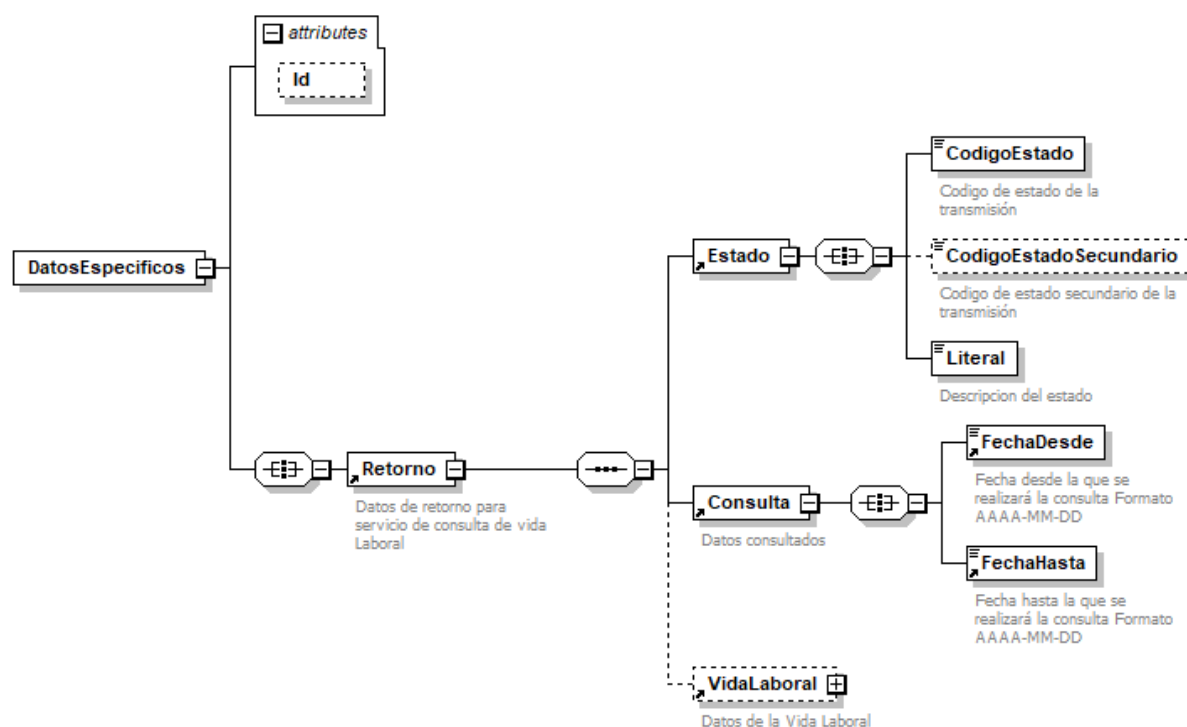 attributes
Id
DatosEspecificos
Retorno
Datos de retorno para
servicio de consulta de vida
Laboral
Estado
CodigoEstado
Codigo de estado de la
transmisión
CodigoEstadoSecundario
Codigo de estado secundario de la
transmisión
Literal
Descripcion del estado
Consulta
Datos consultados
FechaDesde
Fecha desde la que se
realizará la consulta Formato
AAAA-MM-DD
FechaHasta
Fecha hasta la que se
realizará la consulta Formato
AAAA-MM-DD
VidaLaboral
Datos de la Vida Laboral